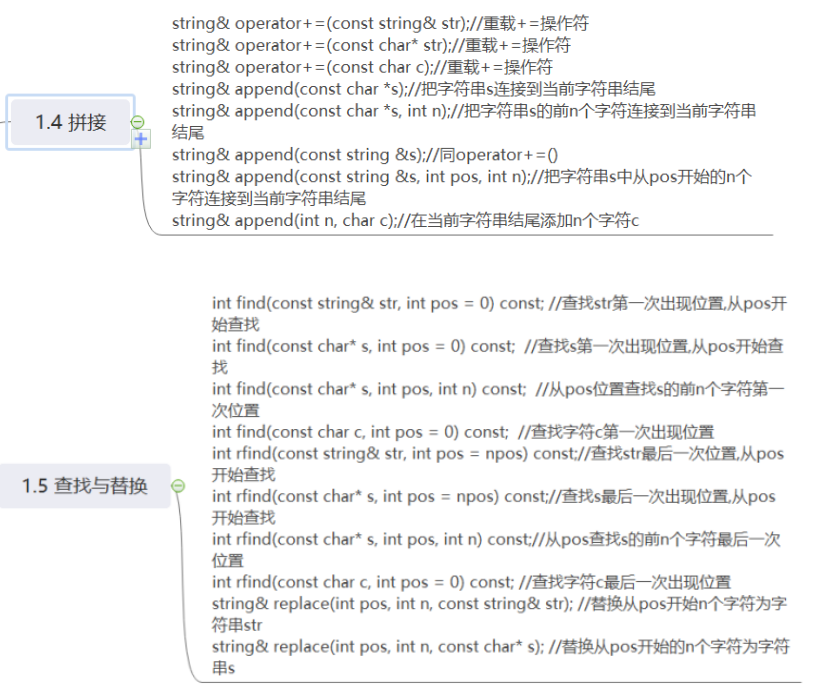 string& operator+=(const string& str);//重载+=操作符
string& operator+=(const char* str);//重载+=操作符
string& operator+=(const char c);//重载+=操作符
string& append(const char *s);//把字符串s连接到当前字符串结尾
string& append(const char *s, int n);//把字符串s的前n个字符连接到当前字符串
结尾
string& append(const string &s);//同operator+=()
string& append(const string &s, int pos, int n);//把字符串s中从pos开始的n个
字符连接到当前字符串结尾
string& append(int n, char c);//在当前字符串结尾添加n个字符c
1.4 拼接
int find(const string& str, int pos = 0) const; //查找str第一次出现位置,从pos开
始查找
int find(const char* s, int pos = 0) const;  //查找s第一次出现位置,从pos开始查
找
int find(const char* s, int pos, int n) const;  //从pos位置查找s的前n个字符第一
次位置
int find(const char c, int pos = 0) const;  //查找字符c第一次出现位置
int rfind(const string& str, int pos = npos) const;//查找str最后一次位置,从pos
开始查找
int rfind(const char* s, int pos = npos) const;//查找s最后一次出现位置,从pos
开始查找
int rfind(const char* s, int pos, int n) const;//从pos查找s的前n个字符最后一次
位置
int rfind(const char c, int pos = 0) const; //查找字符c最后一次出现位置
string& replace(int pos, int n, const string& str); //替换从pos开始n个字符为字
符串str
string& replace(int pos, int n, const char* s); //替换从pos开始的n个字符为字符
串s
1.5 查找与替换